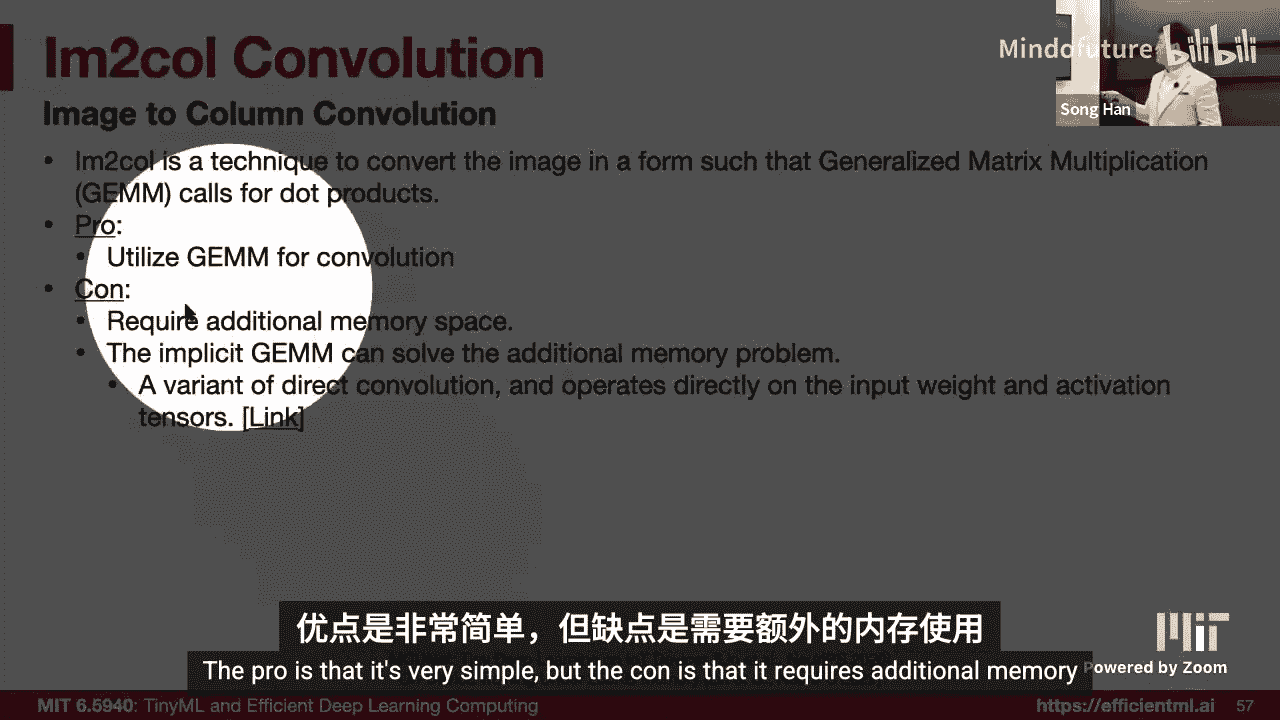 Im2col Convolution
Mindofuture
bilibili
Song Han
Image to Column Convolution
• Im2col is a technique to convert the image in a form such that Generalized Matrix Multiplication
(GEMM) calls for dot products.
• Pro:
• Utilize GEMM for convolution
• Con:
• Require additional memory space.
• The implicit GEMM can solve the additional memory problem.
• A variant of direct convolution, and operates directly on the input weight and activation
tensors. [Link]
优点是非常简单，但缺点是需要额外的内存使用
The pro is that it's very simple, but the con is that it requires additional memory
MIT
Powered by Zoom
MIT 6.5940: TinyML and Efficient Deep Learning Computing
https://efficientml.ai
57